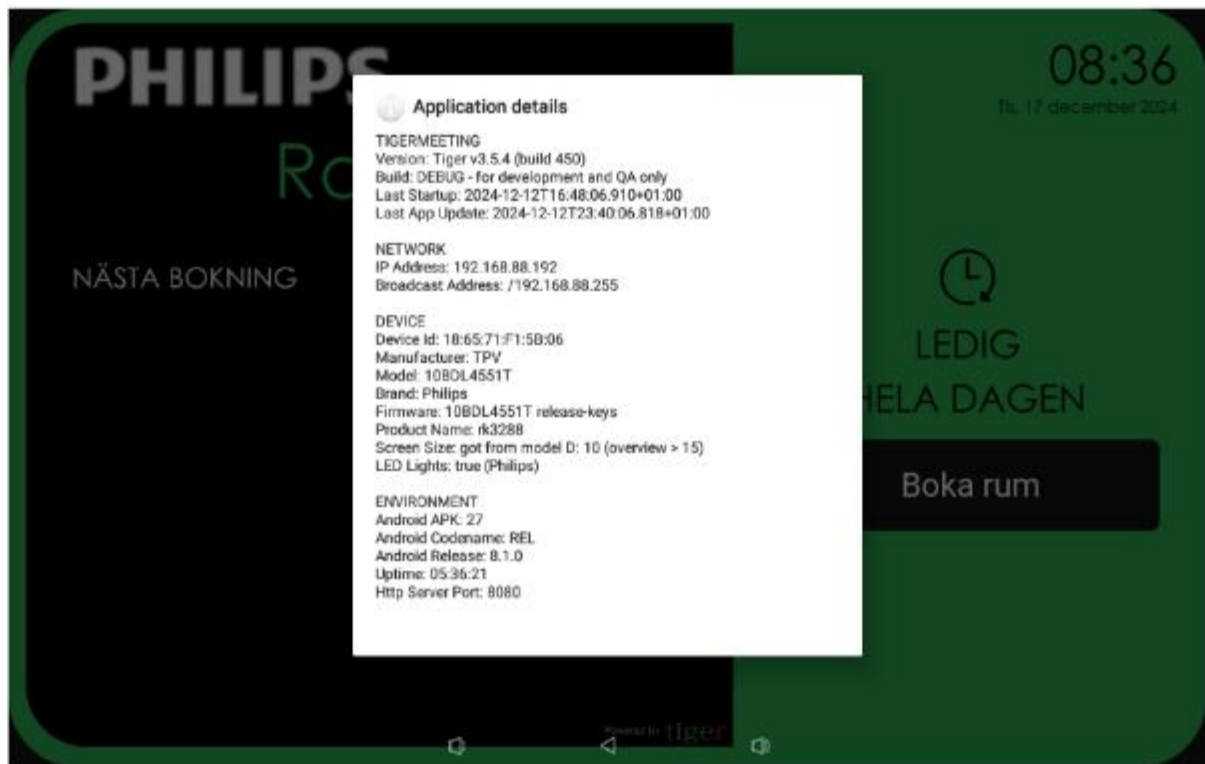 PHILIPS
08:36
Tis, 17 december 2024
NÄSTA BOKNING
Application details
TIGERMEETING
Version: Tiger v3.5.4 (build 450)
Build: DEBUG - for development and QA only
Last Startup: 2024-12-12T16:48:06.910+01:00
Last App Update: 2024-12-12T23:40:06.818+01:00
NETWORK
IP Address: 192.168.88.192
Broadcast Address: /192.168.88.255
DEVICE
Device Id: 18:65:71:F1:5B:06
Manufacturer: TPV
Model: 10BDL4551T
Brand: Philips
Firmware: 10BDL4551T release-keys
Product Name: rk3288
Screen Size: got from model D: 10 (overview > 15)
LED Lights: true (Philips)
ENVIRONMENT
Android APK: 27
Android Codename: REL
Android Release: 8.1.0
Uptime: 05:36:21
Http Server Port: 8080
LEDIG
HELA DAGEN
Boka rum
Powered by tiger